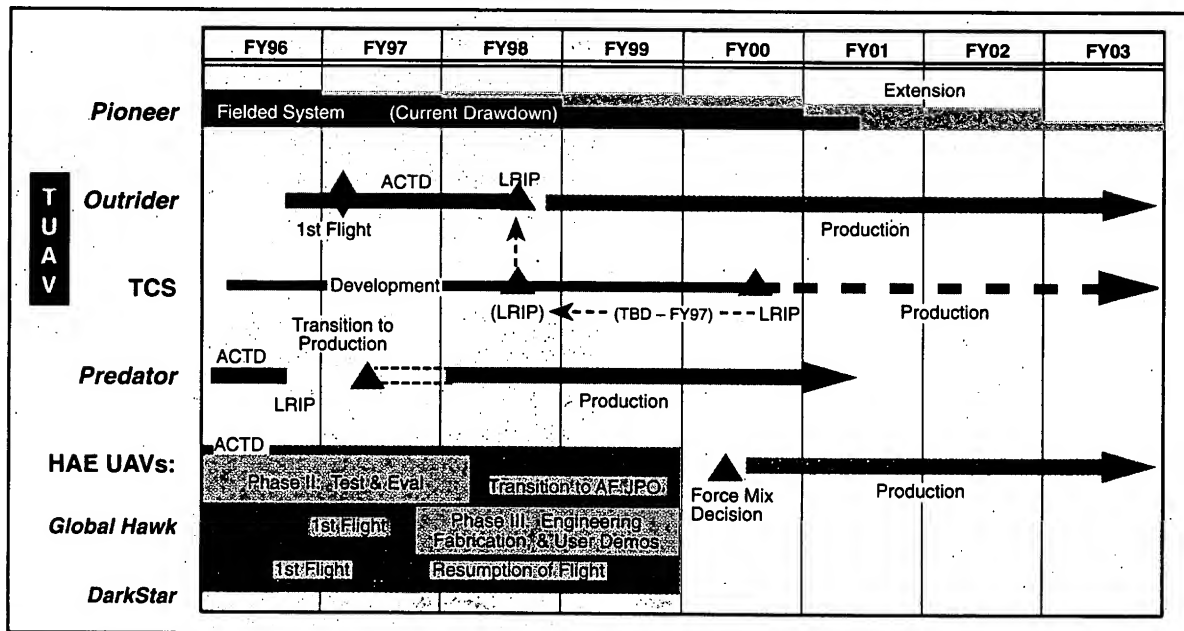 FY96 FY97 FY98 FY99 FY00 FY01 FY02 FY03
Extension
Pioneer Fielded System (Current Drawdown)
TUAV
ACTD LRIP
Outrider
1st Flight Production
TCS Development
(LRIP) (TBD – FY97) LRIP Production
Transition to
Production
ACTD
Predator
LRIP Production
ACTD
HAE UAVs:
Phase II: Test & Eval Transition to AF JPO
Force Mix
Decision
Production
Global Hawk 1st Flight Phase III: Engineering
Fabrication & User Demos
1st Flight Resumption of Flight
DarkStar